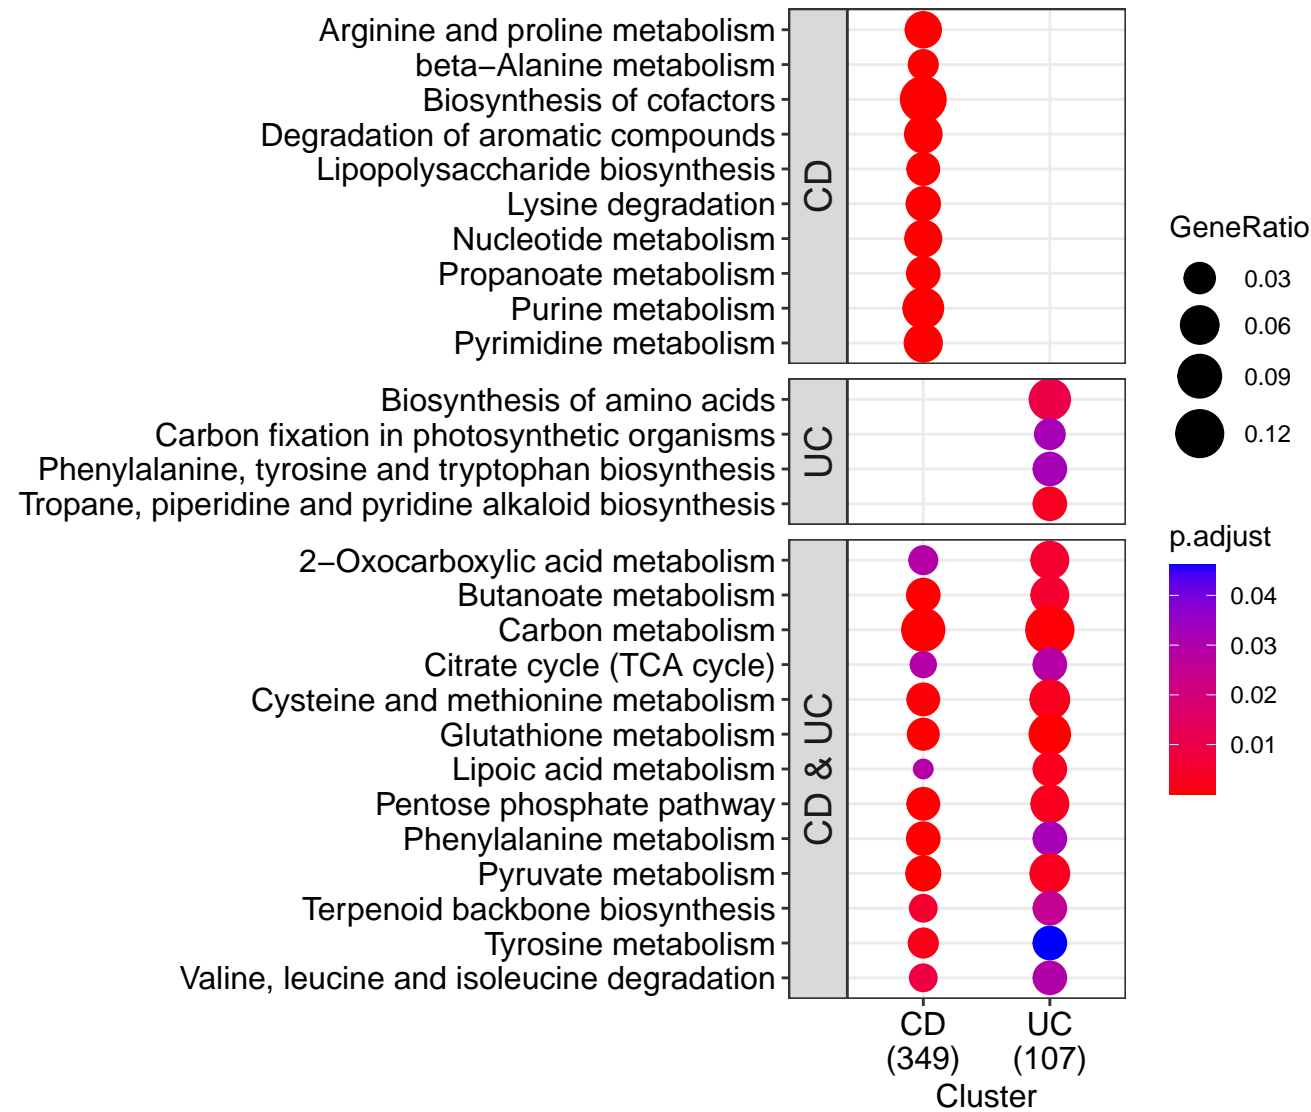 Arginine and proline metabolism
beta−Alanine metabolism
Biosynthesis of cofactors
Degradation of aromatic compounds
Lipopolysaccharide biosynthesis
Lysine degradation
Nucleotide metabolism
Propanoate metabolism
Purine metabolism
Pyrimidine metabolism
CD
Biosynthesis of amino acids
Carbon fixation in photosynthetic organisms
Phenylalanine, tyrosine and tryptophan biosynthesis
Tropane, piperidine and pyridine alkaloid biosynthesis
UC
2−Oxocarboxylic acid metabolism
Butanoate metabolism
Carbon metabolism
Citrate cycle (TCA cycle)
Cysteine and methionine metabolism
Glutathione metabolism
Lipoic acid metabolism
Pentose phosphate pathway
Phenylalanine metabolism
Pyruvate metabolism
Terpenoid backbone biosynthesis
Tyrosine metabolism
Valine, leucine and isoleucine degradation
CD & UC
CD
(349)
UC
(107)
Cluster
GeneRatio
0.03
0.06
0.09
0.12
p.adjust
0.04
0.03
0.02
0.01